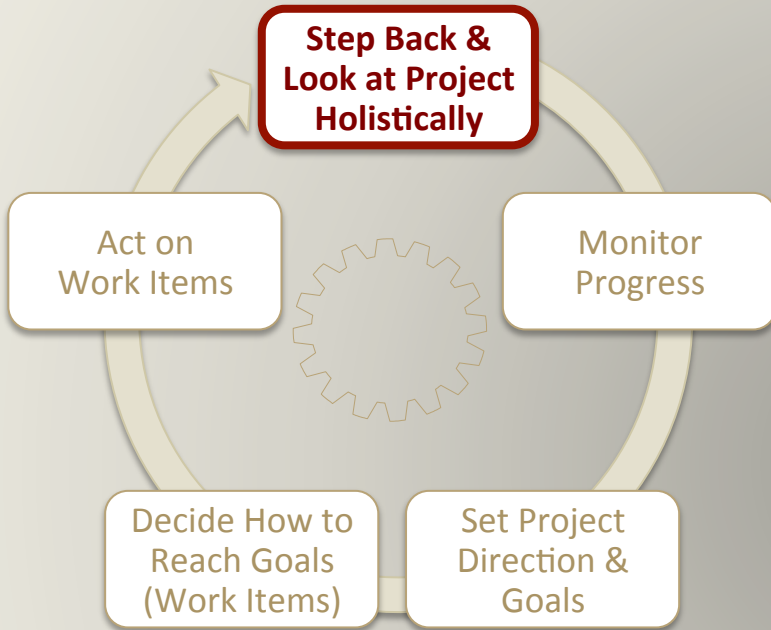 Step Back &
Look at Project
Holistically
Monitor
Progress
Set Project
Direction &
Goals
Decide How to
Reach Goals
(Work Items)
Act on
Work Items